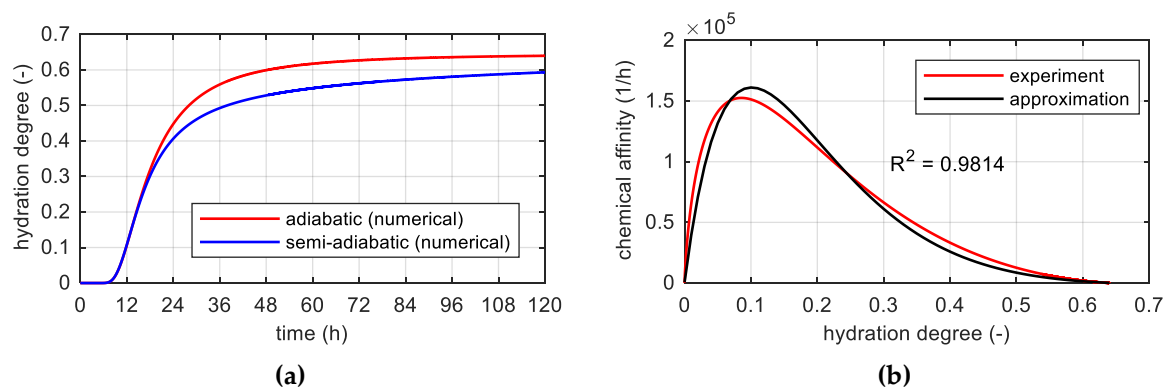 0.7
0.6
0.5
0.4
0.3
0.2
0.1
0
hydration degree (-)
adiabatic (numerical)
semi-adiabatic (numerical)
0 12 24 36 48 60 72 84 96 108 120
time (h)
(a)
×10^5
2
1.5
1
0.5
0
chemical affinity (1/h)
experiment
approximation
R^2 = 0.9814
0 0.1 0.2 0.3 0.4 0.5 0.6 0.7
hydration degree (-)
(b)